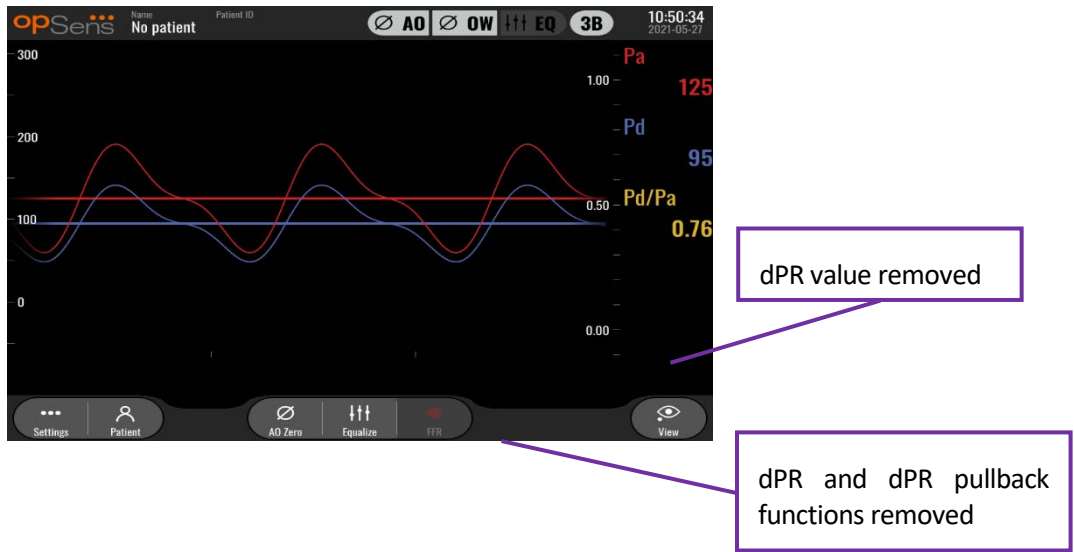 opSens
Name
No patient
Patient ID
Ø AO Ø OW EQ 3B
10:50:34
2021-05-27
300
200
100
0
1.00
0.50
0.00
Pa
125
Pd
95
Pd/Pa
0.76
dPR value removed
Settings
Patient
AO Zero
Equalize
FFR
View
dPR and dPR pullback
functions removed